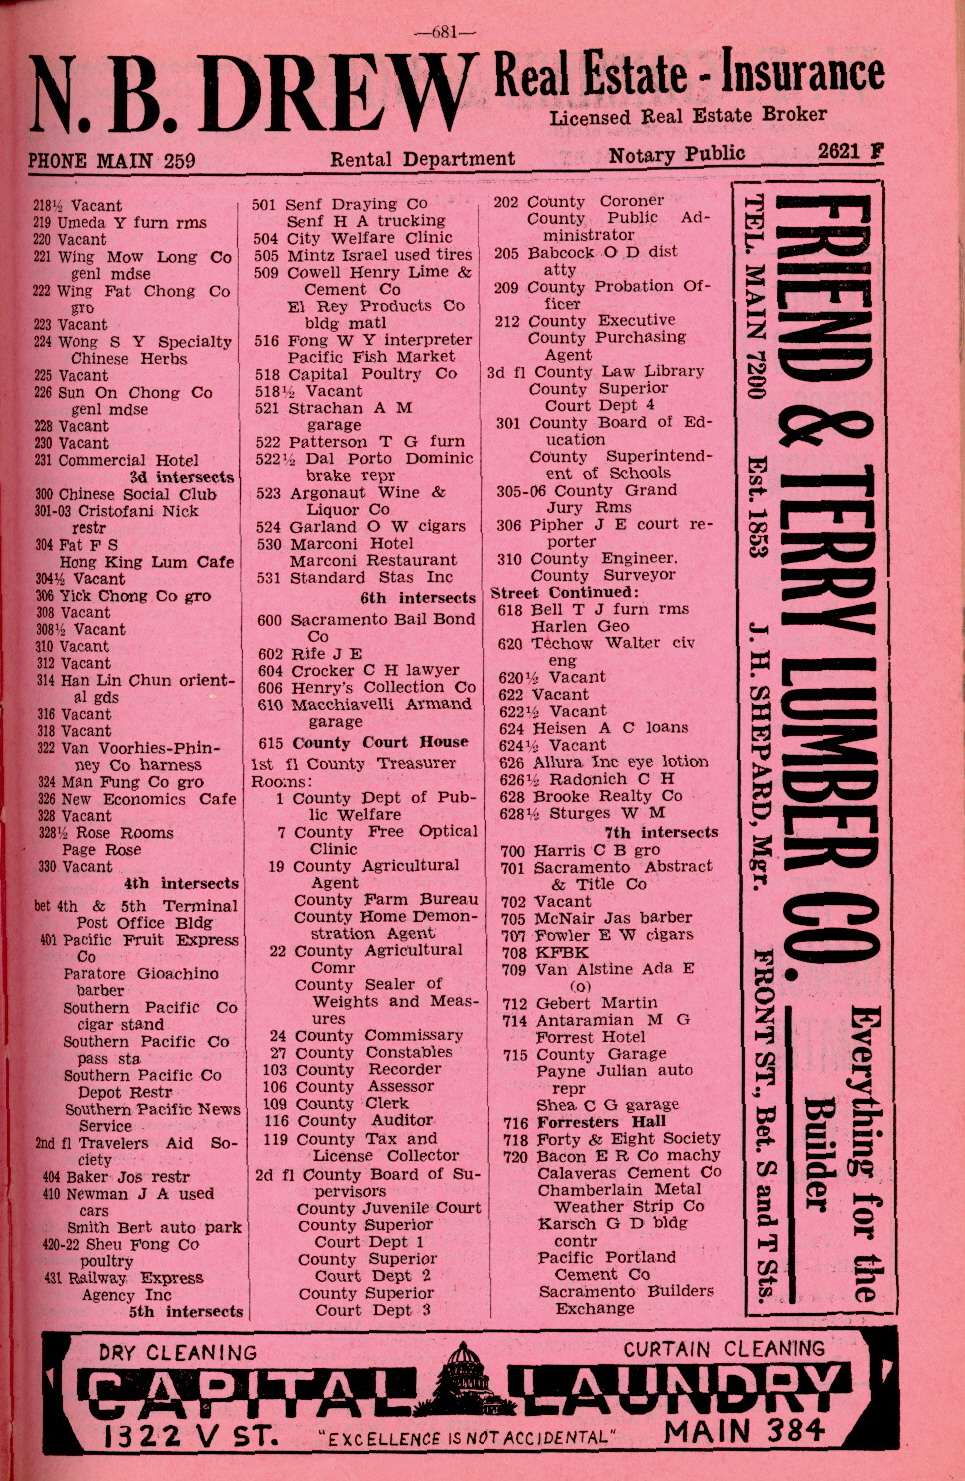 —681—
N. B. DREW Real Estate - Insurance
Licensed Real Estate Broker
PHONE MAIN 259 Rental Department Notary Public 2621 F
218½ Vacant
219 Umeda Y furn rms
220 Vacant
221 Wing Mow Long Co
genl mdse
222 Wing Fat Chong Co
gro
223 Vacant
224 Wong S Y Specialty
Chinese Herbs
225 Vacant
226 Sun On Chong Co
genl mdse
228 Vacant
230 Vacant
231 Commercial Hotel
3d intersects
300 Chinese Social Club
301-03 Cristofani Nick
restr
304 Fat F S
Hong King Lum Cafe
304½ Vacant
306 Yick Chong Co gro
308 Vacant
308½ Vacant
310 Vacant
312 Vacant
314 Han Lin Chun orient-
al gds
316 Vacant
318 Vacant
322 Van Voorhies-Phin-
ney Co harness
324 Man Fung Co gro
326 New Economics Cafe
328 Vacant
328½ Rose Rooms
Page Rose
330 Vacant
4th intersects
bet 4th & 5th Terminal
Post Office Bldg
401 Pacific Fruit Express
Co
Paratore Gioachino
barber
Southern Pacific Co
cigar stand
Southern Pacific Co
pass sta
Southern Pacific Co
Depot Restr
Southern Pacific News
Service
2nd fl Travelers Aid So-
ciety
404 Baker Jos restr
410 Newman J A used
cars
Smith Bert auto park
420-22 Sheu Fong Co
poultry
431 Railway Express
Agency Inc
5th intersects
501 Senf Draying Co
Senf H A trucking
504 City Welfare Clinic
505 Mintz Israel used tires
509 Cowell Henry Lime &
Cement Co
El Rey Products Co
bldg matl
516 Fong W Y interpreter
Pacific Fish Market
518 Capital Poultry Co
518½ Vacant
521 Strachan A M
garage
522 Patterson T G furn
522½ Dal Porto Dominic
brake repr
523 Argonaut Wine &
Liquor Co
524 Garland O W cigars
530 Marconi Hotel
Marconi Restaurant
531 Standard Stas Inc
6th intersects
600 Sacramento Bail Bond
Co
602 Rife J E
604 Crocker C H lawyer
606 Henry's Collection Co
610 Macchiavelli Armand
garage
615 County Court House
1st fl County Treasurer
Rooms:
1 County Dept of Pub-
lic Welfare
7 County Free Optical
Clinic
19 County Agricultural
Agent
County Farm Bureau
County Home Demon-
stration Agent
22 County Agricultural
Comr
County Sealer of
Weights and Meas-
ures
24 County Commissary
27 County Constables
103 County Recorder
106 County Assessor
109 County Clerk
116 County Auditor
119 County Tax and
License Collector
2d fl County Board of Su-
pervisors
County Juvenile Court
County Superior
Court Dept 1
County Superior
Court Dept 2
County Superior
Court Dept 3
202 County Coroner
County Public Ad-
ministrator
205 Babcock O D dist
atty
209 County Probation Of-
ficer
212 County Executive
County Purchasing
Agent
3d fl County Law Library
County Superior
Court Dept 4
301 County Board of Ed-
ucation
County Superintend-
ent of Schools
305-06 County Grand
Jury Rms
306 Pipher J E court re-
porter
310 County Engineer,
County Surveyor
Street Continued:
618 Bell T J furn rms
Harlen Geo
620 Techow Walter civ
eng
620½ Vacant
622 Vacant
622½ Vacant
624 Heisen A C loans
624½ Vacant
626 Allura Inc eye lotion
626½ Radonich C H
628 Brooke Realty Co
628½ Sturges W M
7th intersects
700 Harris C B gro
701 Sacramento Abstract
& Title Co
702 Vacant
705 McNair Jas barber
707 Fowler E W cigars
708 KFBK
709 Van Alstine Ada E
(o)
712 Gebert Martin
714 Antaramian M G
Forrest Hotel
715 County Garage
Payne Julian auto
repr
Shea C G garage
716 Forresters Hall
718 Forty & Eight Society
720 Bacon E R Co machy
Calaveras Cement Co
Chamberlain Metal
Weather Strip Co
Karsch G D bldg
contr
Pacific Portland
Cement Co
Sacramento Builders
Exchange
FRIEND & TERRY LUMBER CO.
Everything for the
Builder
TEL. MAIN 7200 Est. 1853 J. H. SHEPARD, Mgr. FRONT ST., Bet. S and T Sts.
DRY CLEANING CURTAIN CLEANING
CAPITAL LAUNDRY
1322 V ST. "EXCELLENCE IS NOT ACCIDENTAL" MAIN 384